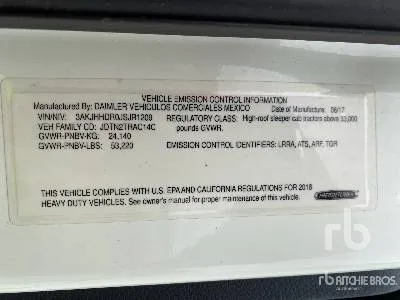 VEHICLE EMISSION CONTROL INFORMATION
Manufactured By: DAIMLER VEHICULOS COMERCIALES MEXICO Date of Manufacture: 06/17
VIN/NIV: 3AKJHHDR0JSJR1209 REGULATORY CLASS: High-roof sleeper cab tractors above 33,000
VEH FAMILY CD: JDTN2TRAC14C pounds GVWR.
GVWR-PNBV-KG: 24,140
GVWR-PNBV-LBS: 53,220 EMISSION CONTROL IDENTIFIERS: LRRA, ATS, ARF, TGR
THIS VEHICLE COMPLIES WITH U.S. EPA AND CALIFORNIA REGULATIONS FOR 2018
HEAVY DUTY VEHICLES. See owner's manual for proper maintenance of this vehicle.
FREIGHTLINER
rb
RITCHIE BROS.